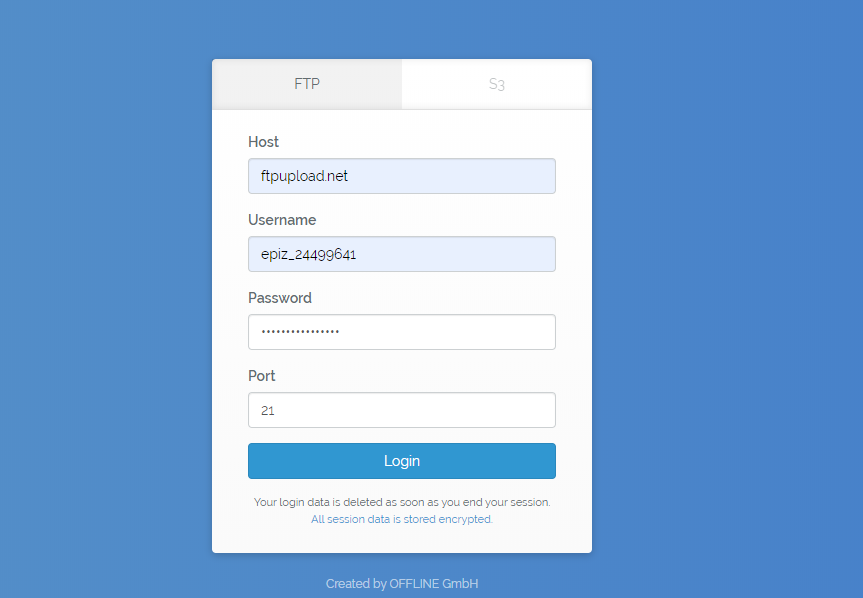 FTP
S3
Host
ftpupload.net
Username
epiz_24499641
Password
••••••••••••••••
Port
21
Login
Your login data is deleted as soon as you end your session.
All session data is stored encrypted.
Created by OFFLINE GmbH